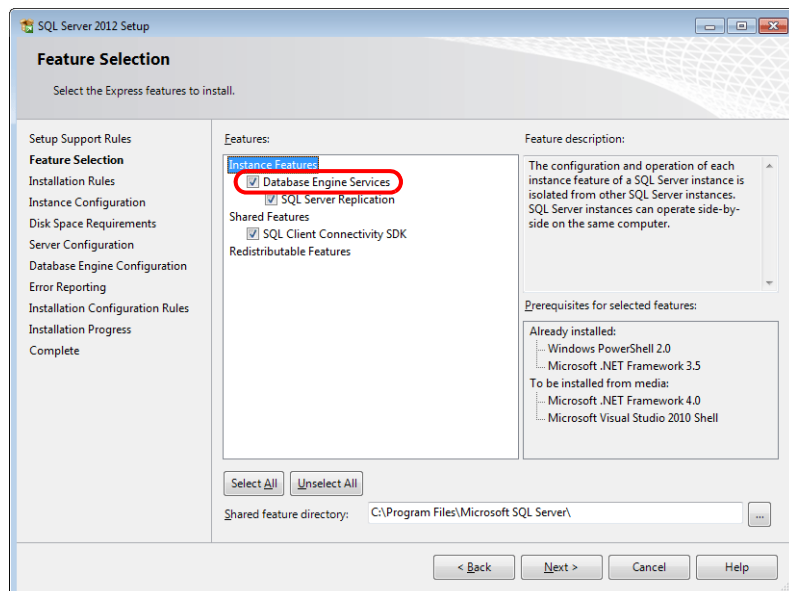 SQL Server 2012 Setup
Feature Selection
Select the Express features to install.
Setup Support Rules
Feature Selection
Installation Rules
Instance Configuration
Disk Space Requirements
Server Configuration
Database Engine Configuration
Error Reporting
Installation Configuration Rules
Installation Progress
Complete
Features:
Instance Features
Database Engine Services
SQL Server Replication
Shared Features
SQL Client Connectivity SDK
Redistributable Features
Feature description:
The configuration and operation of each
instance feature of a SQL Server instance is
isolated from other SQL Server instances.
SQL Server instances can operate side-by-
side on the same computer.
Prerequisites for selected features:
Already installed:
Windows PowerShell 2.0
Microsoft .NET Framework 3.5
To be installed from media:
Microsoft .NET Framework 4.0
Microsoft Visual Studio 2010 Shell
Select All
Unselect All
Shared feature directory:
C:\Program Files\Microsoft SQL Server\
...
< Back
Next >
Cancel
Help